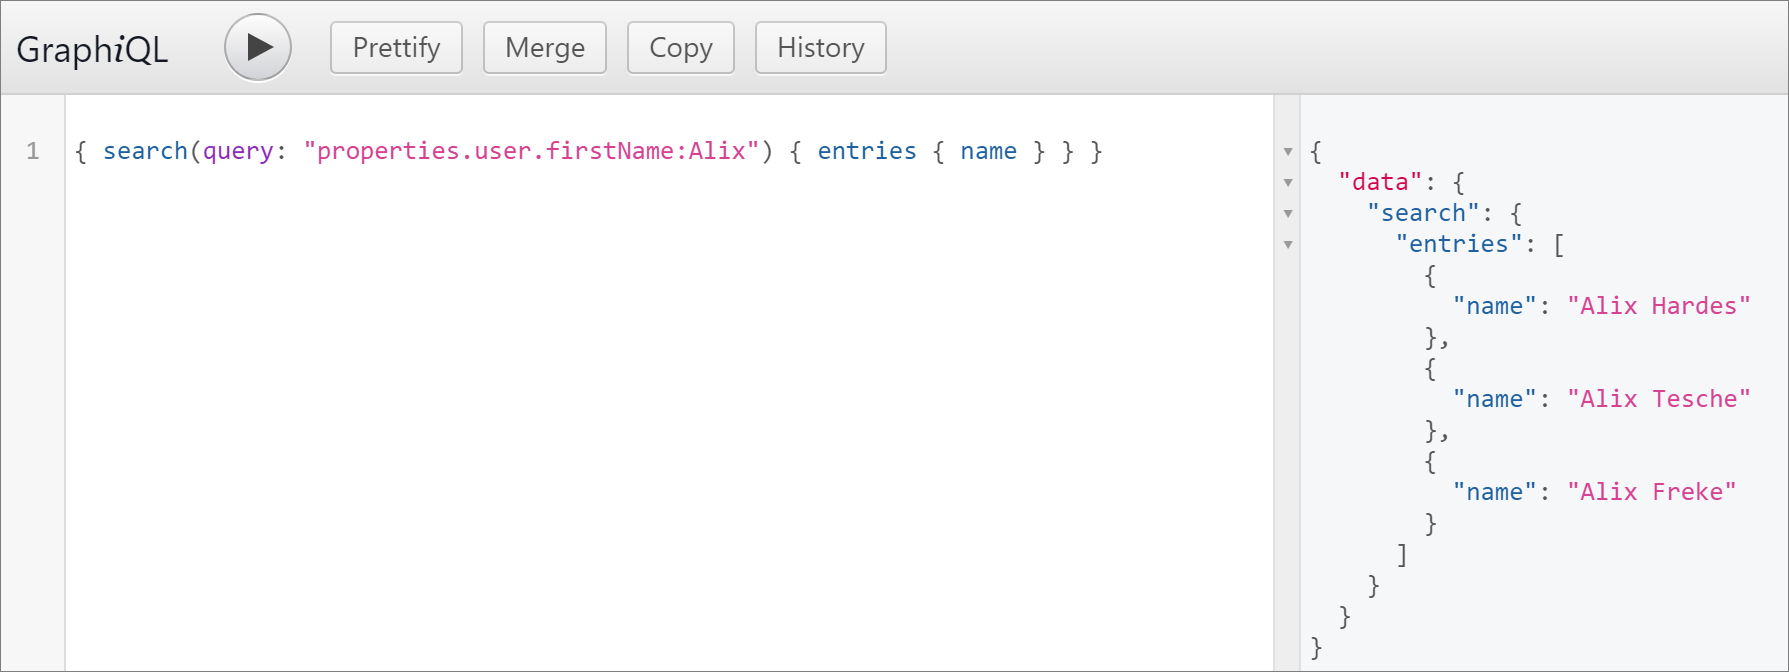 GraphiQL Prettify Merge Copy History
1 { search(query: "properties.user.firstName:Alix") { entries { name } } }
{
"data": {
"search": {
"entries": [
{
"name": "Alix Hardes"
},
{
"name": "Alix Tesche"
},
{
"name": "Alix Freke"
}
]
}
}
}